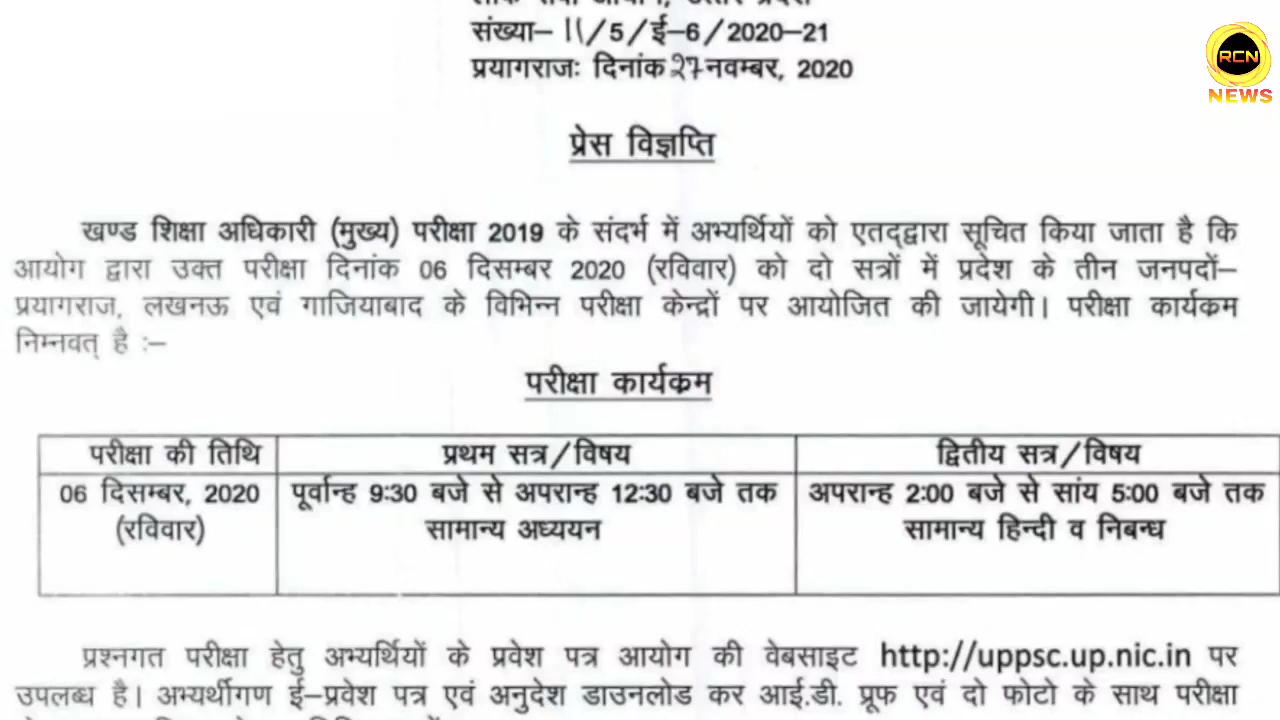 संख्या– 11/5/ई–6/2020–21
प्रयागराजः दिनांक 27 नवम्बर, 2020
RCN
NEWS
प्रेस विज्ञप्ति
खण्ड शिक्षा अधिकारी (मुख्य) परीक्षा 2019 के संदर्भ में अभ्यर्थियों को एतद्द्वारा सूचित किया जाता है कि
आयोग द्वारा उक्त परीक्षा दिनांक 06 दिसम्बर 2020 (रविवार) को दो सत्रों में प्रदेश के तीन जनपदों–
प्रयागराज, लखनऊ एवं गाजियाबाद के विभिन्न परीक्षा केन्द्रों पर आयोजित की जायेगी। परीक्षा कार्यक्रम
निम्नवत् है :–
परीक्षा कार्यक्रम
परीक्षा की तिथि प्रथम सत्र/विषय द्वितीय सत्र/विषय
06 दिसम्बर, 2020 पूर्वान्ह 9:30 बजे से अपरान्ह 12:30 बजे तक अपरान्ह 2:00 बजे से सांय 5:00 बजे तक
(रविवार) सामान्य अध्ययन सामान्य हिन्दी व निबन्ध
प्रश्नगत परीक्षा हेतु अभ्यर्थियों के प्रवेश पत्र आयोग की वेबसाइट http://uppsc.up.nic.in पर
उपलब्ध है। अभ्यर्थीगण ई–प्रवेश पत्र एवं अनुदेश डाउनलोड कर आई.डी. प्रूफ एवं दो फोटो के साथ परीक्षा